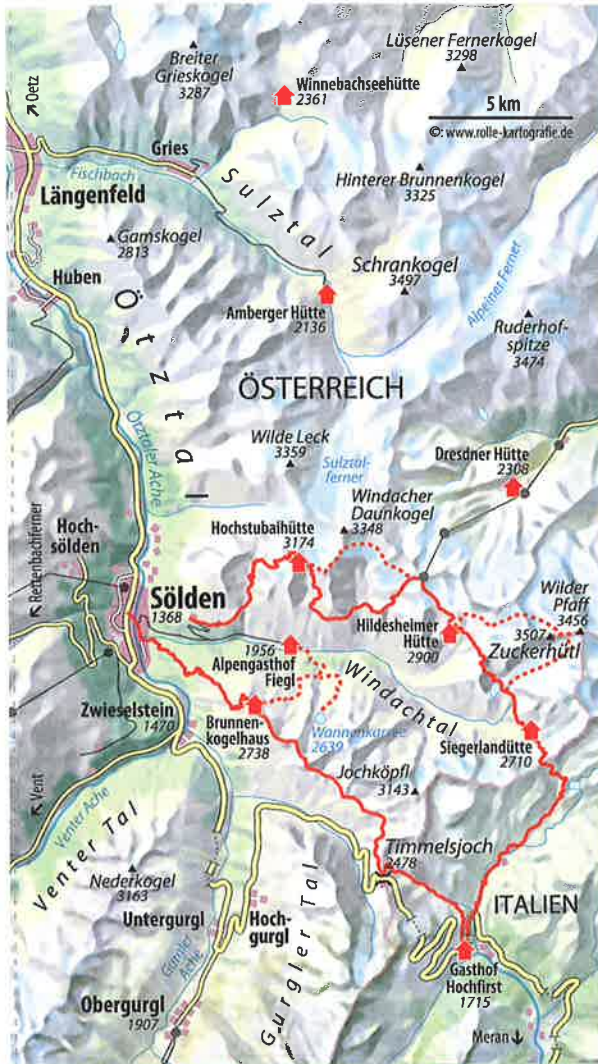 Lüsener Fernerkogel
3298
Breiter
Grieskogel
3287
Winnebachseehütte
2361
↗Oetz
5 km
©: www.rolle-kartografie.de
Gries
Fischbach
Sulztal
Hinterer Brunnenkogel
3325
Längenfeld
Gamskogel
2813
Schrankogel
3497
Alpeiner Ferner
Huben
Amberger Hütte
2136
Ruderhof-
spitze
3474
Ötztal
ÖSTERREICH
Ötztaler Ache
Wilde Leck
3359
Sulztal-
ferner
Dresdner Hütte
2308
Windacher
Daunkogel
3348
Hochstubaihütte
3174
Hoch-
sölden
↖Rettenbachferner
Sölden
1368
Wilder
Pfaff
3456
Hildesheimer
Hütte
2900
3507
Zuckerhütl
1956
Alpengasthof
Fiegl
Windachtal
Zwieselstein
1470
Brunnen-
kogelhaus
2738
Wannenkarsee
2639
Siegerlandütte
2710
Jochköpfl
3143
↖Vent
Venter Ache
Venter Tal
Timmelsjoch
2478
Nederkogel
3163
Untergurgl
Hoch-
gurgl
Gurgler Tal
ITALIEN
Gurgler
Ache
Gasthof
Hochfirst
1715
Obergurgl
1907
Meran↓